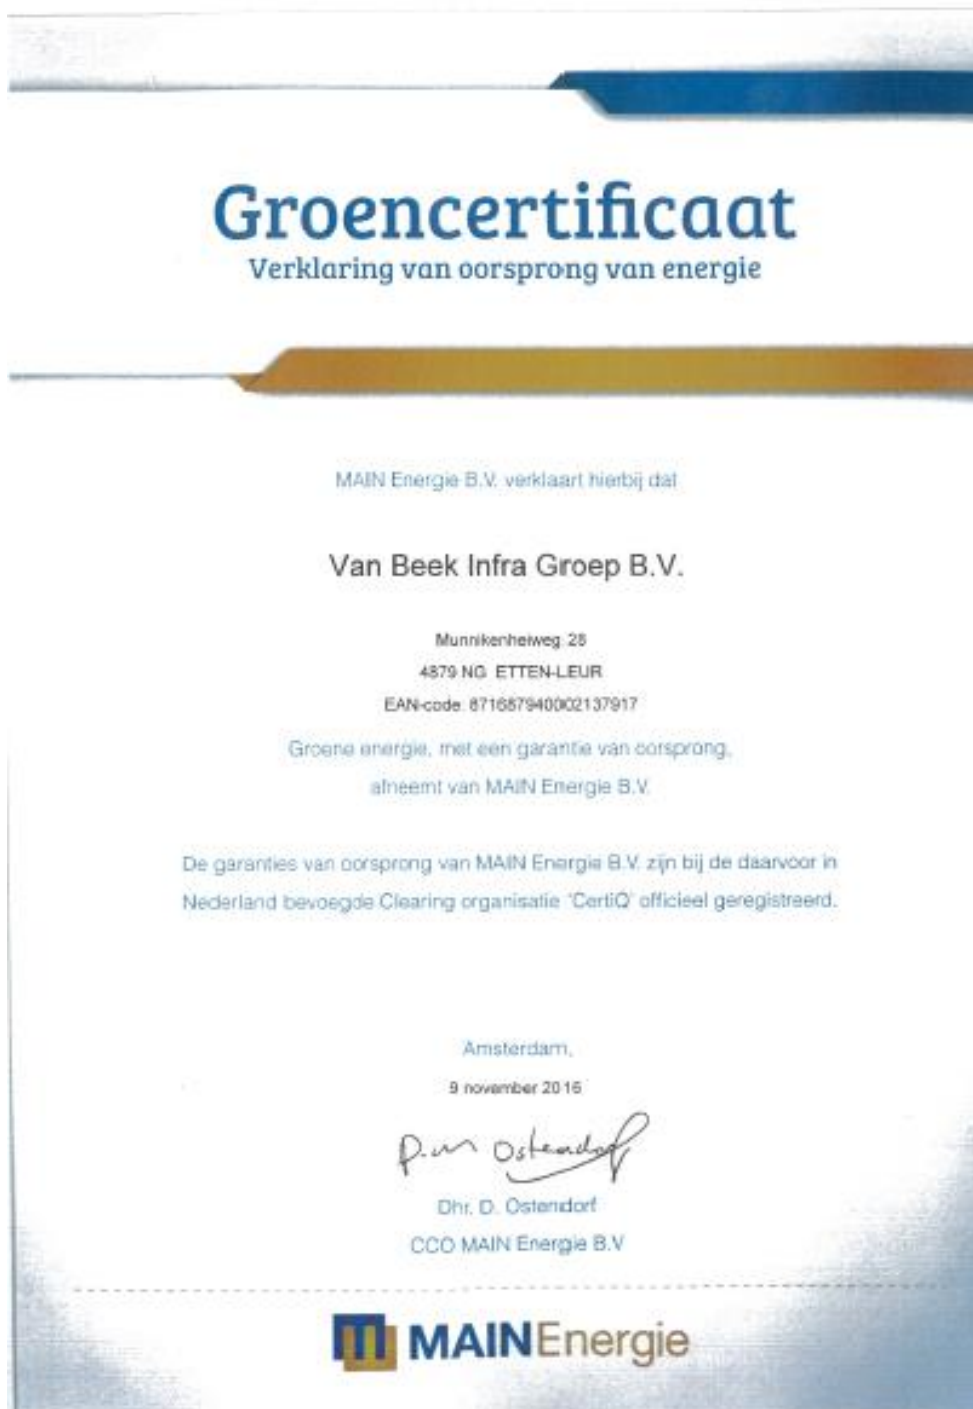 Groencertificaat
Verklaring van oorsprong van energie
MAIN Energie B.V. verklaart hierbij dat
Van Beek Infra Groep B.V.
Munnikenheiweg 28
4879 NG ETTEN-LEUR
EAN-code: 871687940002137917
Groene energie, met een garantie van oorsprong,
afneemt van MAIN Energie B.V.
De garanties van oorsprong van MAIN Energie B.V. zijn bij de daarvoor in
Nederland bevoegde Clearing organisatie 'CertiQ' officieel geregistreerd.
Amsterdam,
9 november 2016
D.M Ostendorf
Dhr. D. Ostendorf
CCO MAIN Energie B.V
MAINEnergie